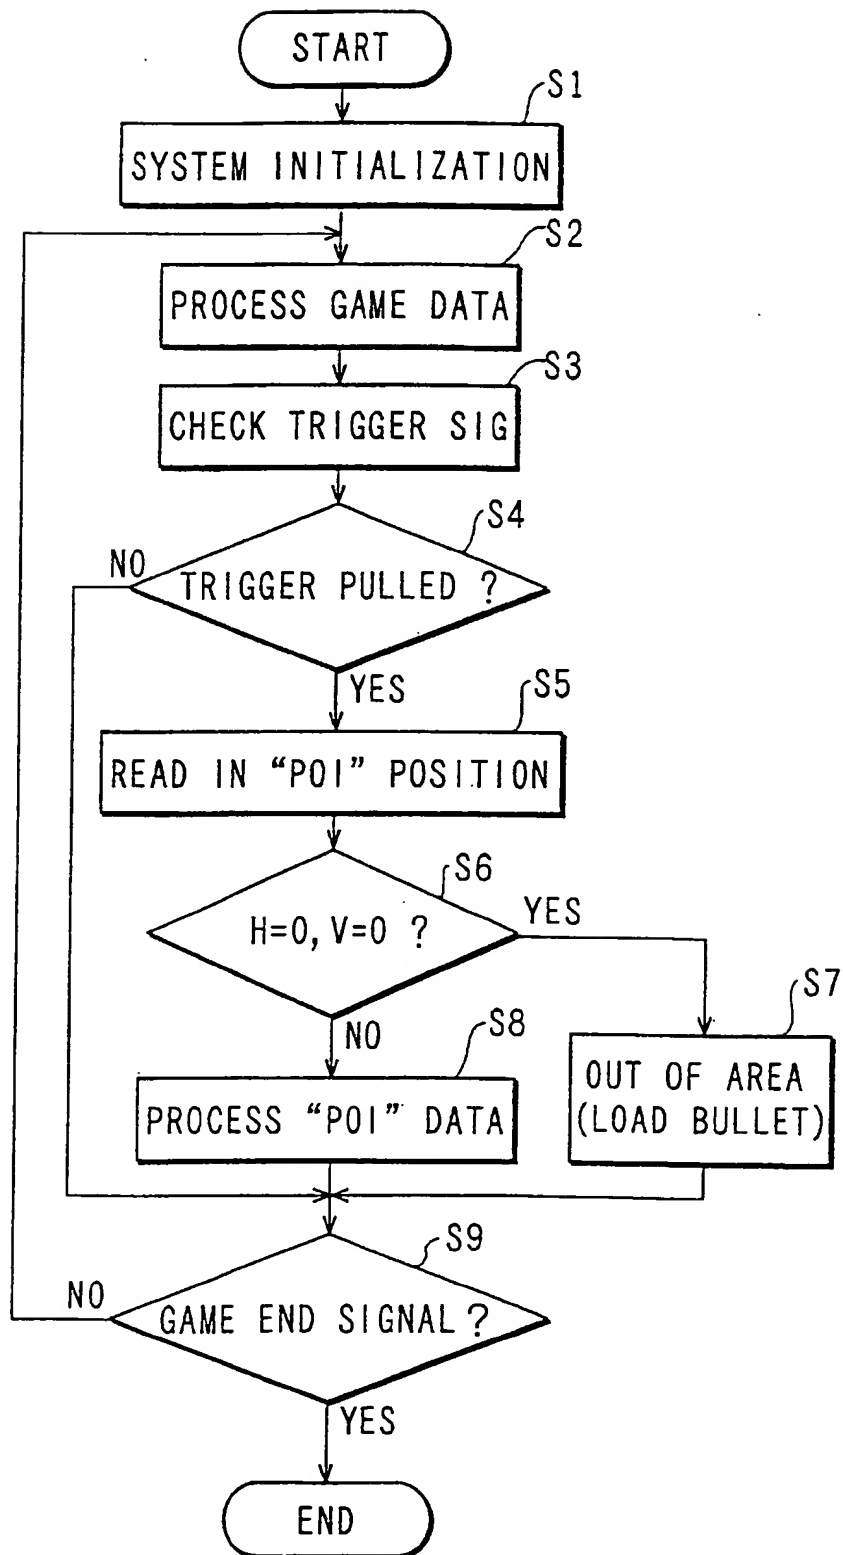 START
S1
SYSTEM INITIALIZATION
S2
PROCESS GAME DATA
S3
CHECK TRIGGER SIG
S4
NO
TRIGGER PULLED ?
YES
S5
READ IN “POI” POSITION
S6
H=0, V=0 ?
YES
S7
NO
S8
OUT OF AREA
(LOAD BULLET)
PROCESS “POI” DATA
S9
NO
GAME END SIGNAL ?
YES
END